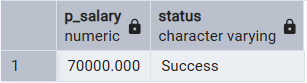 p_salary status
numeric character varying
1 70000.000 Success